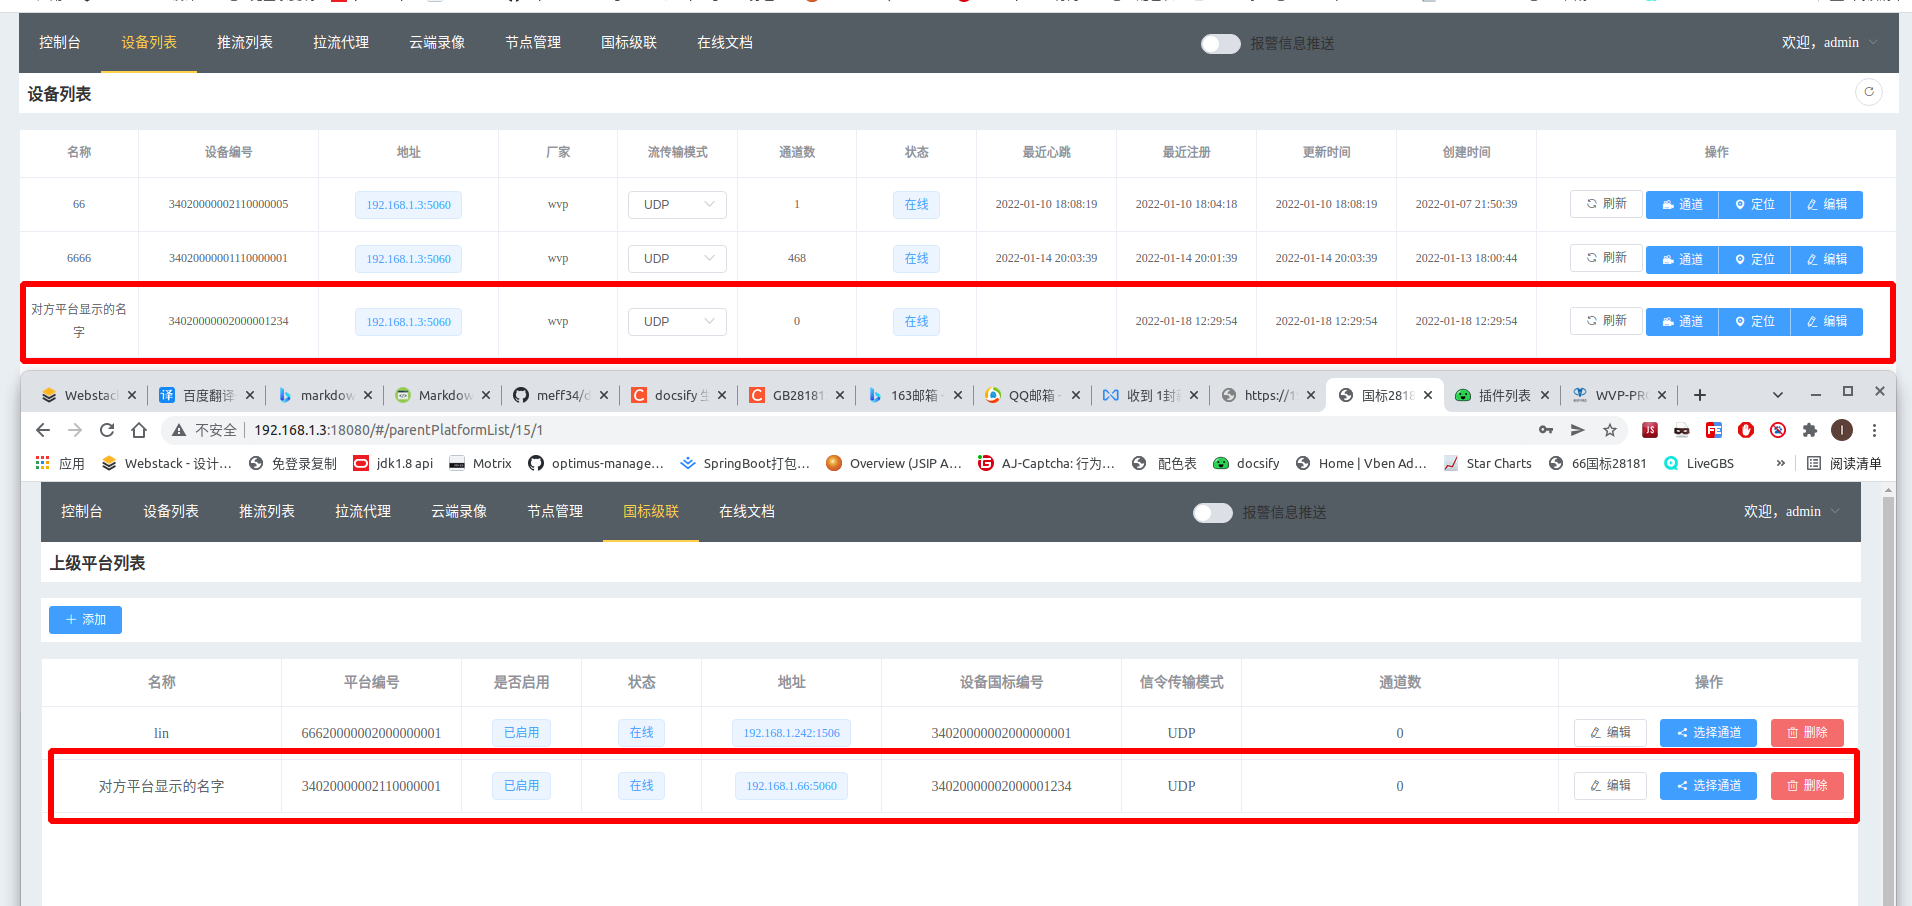 控制台 设备列表 推流列表 拉流代理 云端录像 节点管理 国标级联 在线文档 报警信息推送 欢迎，admin
设备列表
名称 设备编号 地址 厂家 流传输模式 通道数 状态 最近心跳 最近注册 更新时间 创建时间 操作
66 34020000002110000005 192.168.1.3:5060 wvp UDP 1 在线 2022-01-10 18:08:19 2022-01-10 18:04:18 2022-01-10 18:08:19 2022-01-07 21:50:39 刷新 通道 定位 编辑
6666 34020000001110000001 192.168.1.3:5060 wvp UDP 468 在线 2022-01-14 20:03:39 2022-01-14 20:01:39 2022-01-14 20:03:39 2022-01-13 18:00:44 刷新 通道 定位 编辑
对方平台显示的名字 34020000002000001234 192.168.1.3:5060 wvp UDP 0 在线 2022-01-18 12:29:54 2022-01-18 12:29:54 2022-01-18 12:29:54 刷新 通道 定位 编辑
Webstac 百度翻译 markdow Markdow meff34/d docsify 生 GB28181 163邮箱 QQ邮箱 收到 1封 https://1 国标2818 插件列表 WVP-PR
不安全 192.168.1.3:18080/#/parentPlatformList/15/1
应用 Webstack - 设计… 免登录复制 jdk1.8 api Motrix optimus-manage… SpringBoot打包… Overview (JSIP A… AJ-Captcha: 行为… 配色表 docsify Home | Vben Ad… Star Charts 66国标28181 LiveGBS » 阅读清单
控制台 设备列表 推流列表 拉流代理 云端录像 节点管理 国标级联 在线文档 报警信息推送 欢迎，admin
上级平台列表
添加
名称 平台编号 是否启用 状态 地址 设备国标编号 信令传输模式 通道数 操作
lin 66620000002000000001 已启用 在线 192.168.1.242:1506 34020000002000000001 UDP 0 编辑 选择通道 删除
对方平台显示的名字 34020000002110000001 已启用 在线 192.168.1.66:5060 34020000002000001234 UDP 0 编辑 选择通道 删除